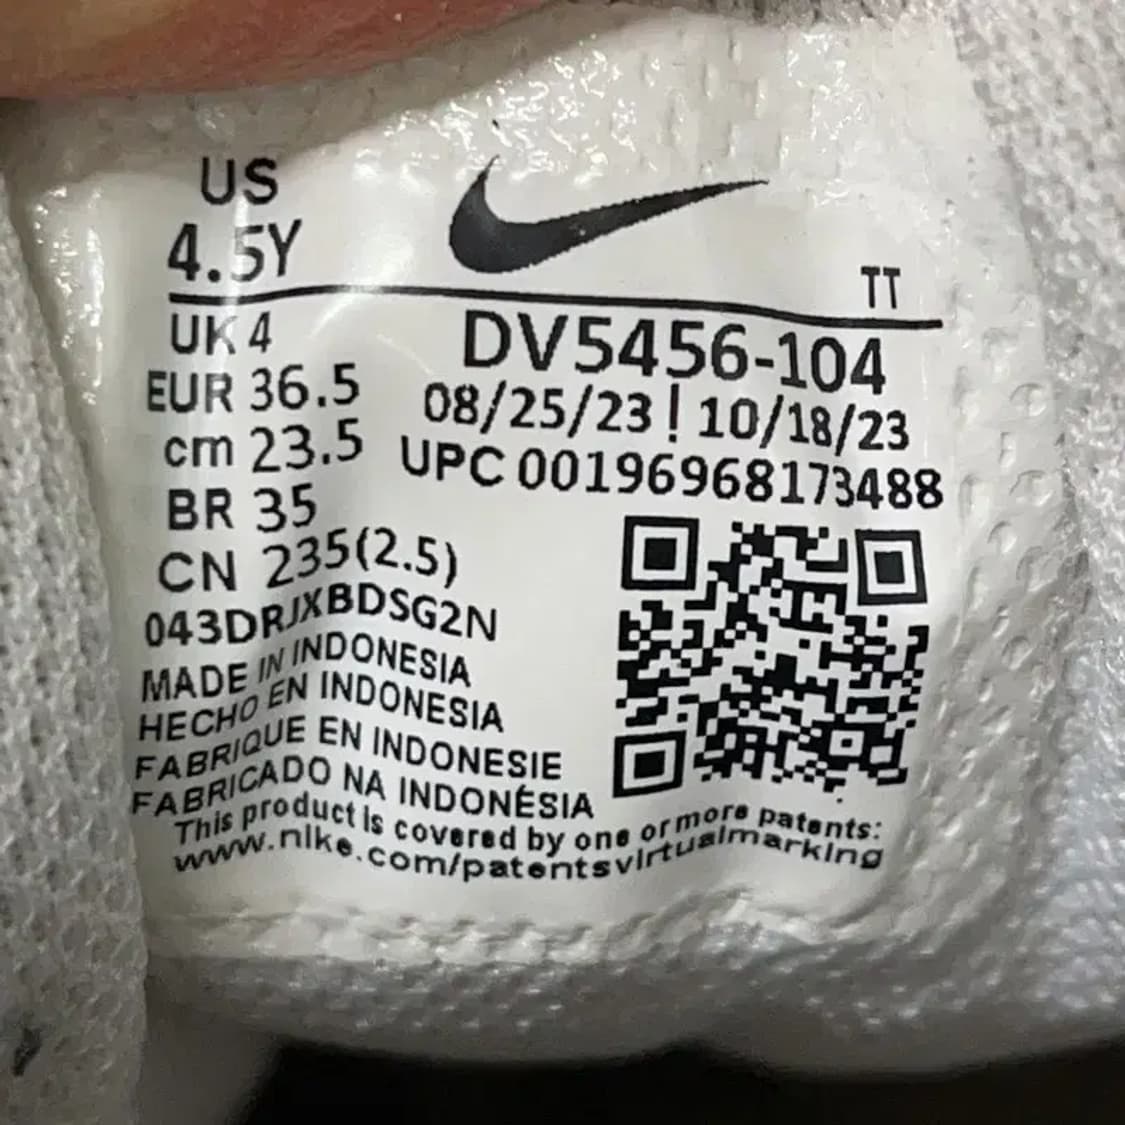 US
4.5Y
TT
UK 4
DV5456-104
EUR 36.5
08/25/23 ! 10/18/23
cm 23.5
UPC 00196968173488
BR 35
CN 235(2.5)
043DRJXBDSG2N
MADE IN INDONESIA
HECHO EN INDONESIA
FABRIQUE EN INDONESIE
FABRICADO NA INDONÉSIA
This product is covered by one or more patents:
www.nike.com/patentsvirtualmarking